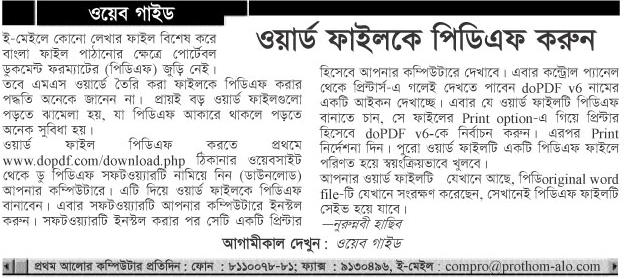 ওয়েব গাইড
ওয়ার্ড ফাইলকে পিডিএফ করুন
ই-মেইলে কোনো লেখার ফাইল বিশেষ করে
বাংলা ফাইল পাঠানোর ক্ষেত্রে পোর্টেবল
ডকুমেন্ট ফরম্যাটের (পিডিএফ) জুড়ি নেই।
তবে এমএস ওয়ার্ডে তৈরি করা ফাইলকে পিডিএফ করার
পদ্ধতি অনেকে জানেন না। প্রায়ই বড় ওয়ার্ড ফাইলগুলো
পড়তে ঝামেলা হয়, যা পিডিএফ আকারে থাকলে পড়তে
অনেক সুবিধা হয়।
ওয়ার্ড ফাইল পিডিএফ করতে প্রথমে
www.dopdf.com/download.php ঠিকানার ওয়েবসাইট
থেকে ডু পিডিএফ সফটওয়্যারটি নামিয়ে নিন (ডাউনলোড)
আপনার কম্পিউটারে। এটি দিয়ে ওয়ার্ড ফাইলকে পিডিএফ
বানাবেন। এবার সফটওয়্যারটি আপনার কম্পিউটারে ইনস্টল
করুন। সফটওয়্যারটি ইনস্টল করার পর সেটি একটি প্রিন্টার
হিসেবে আপনার কম্পিউটারে দেখাবে। এবার কন্ট্রোল প্যানেল
থেকে প্রিন্টার্স-এ গলেই দেখতে পাবেন doPDF v6 নামের
একটি আইকন দেখাচ্ছে। এবার যে ওয়ার্ড ফাইলটি পিডিএফ
বানাতে চান, সে ফাইলের Print option-এ গিয়ে প্রিন্টার
হিসেবে doPDF v6-কে নির্বাচন করুন। এরপর Print
নির্দেশনা দিন। পুরো ওয়ার্ড ফাইলটি একটি পিডিএফ ফাইলে
পরিণত হয়ে স্বয়ংক্রিয়ভাবে খুলবে।
আপনার ওয়ার্ড ফাইলটি যেখানে আছে, পিডিoriginal word
file-টি যেখানে সংরক্ষণ করেছেন, সেখানেই পিডিএফ ফাইলটি
সেইভ হয়ে যাবে।
—নুরুন্নবী হাছিব
আগামীকাল দেখুন : ওয়েব গাইড
প্রথম আলোর কম্পিউটার প্রতিদিন : ফোন : ৮১১০০৭৮-৮১; ফ্যাক্স : ৯১৩০৪৯৬, ই-মেইল : compro@prothom-alo.com